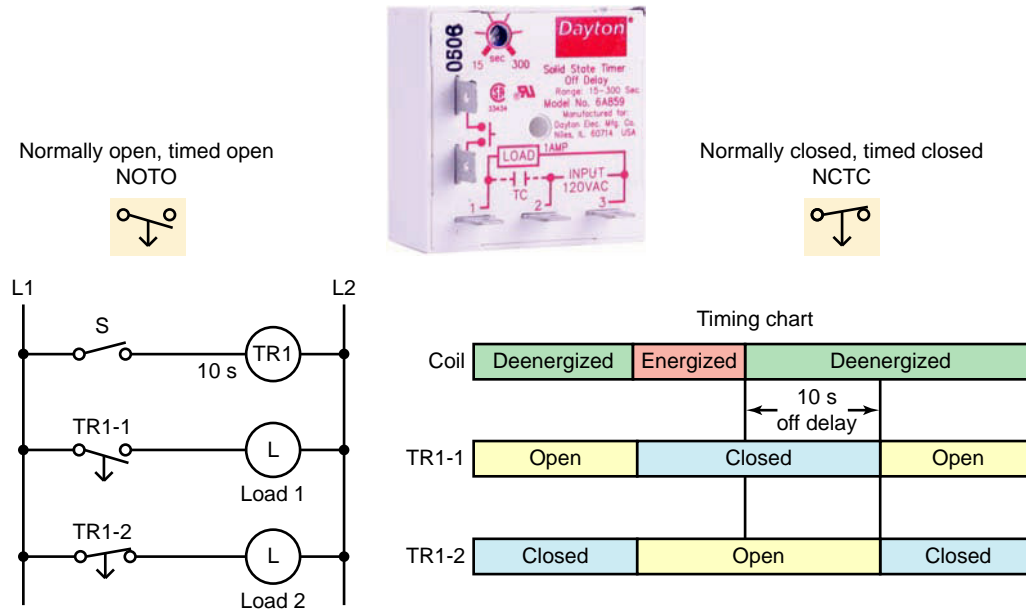 0506
15 sec 300
Dayton
Solid State Timer
Off Delay
Range: 15-300 Sec
Model No. 6A859
Manufactured for:
Dayton Elec. Mfg. Co.
Niles, IL 60714 USA
1AMP
LOAD
INPUT
120VAC
TC
1 2 3
Normally open, timed open
NOTO
Normally closed, timed closed
NCTC
L1 L2
S
TR1
10 s
TR1-1
L
Load 1
TR1-2
L
Load 2
Timing chart
Coil Deenergized Energized Deenergized
10 s
off delay
TR1-1 Open Closed Open
TR1-2 Closed Open Closed